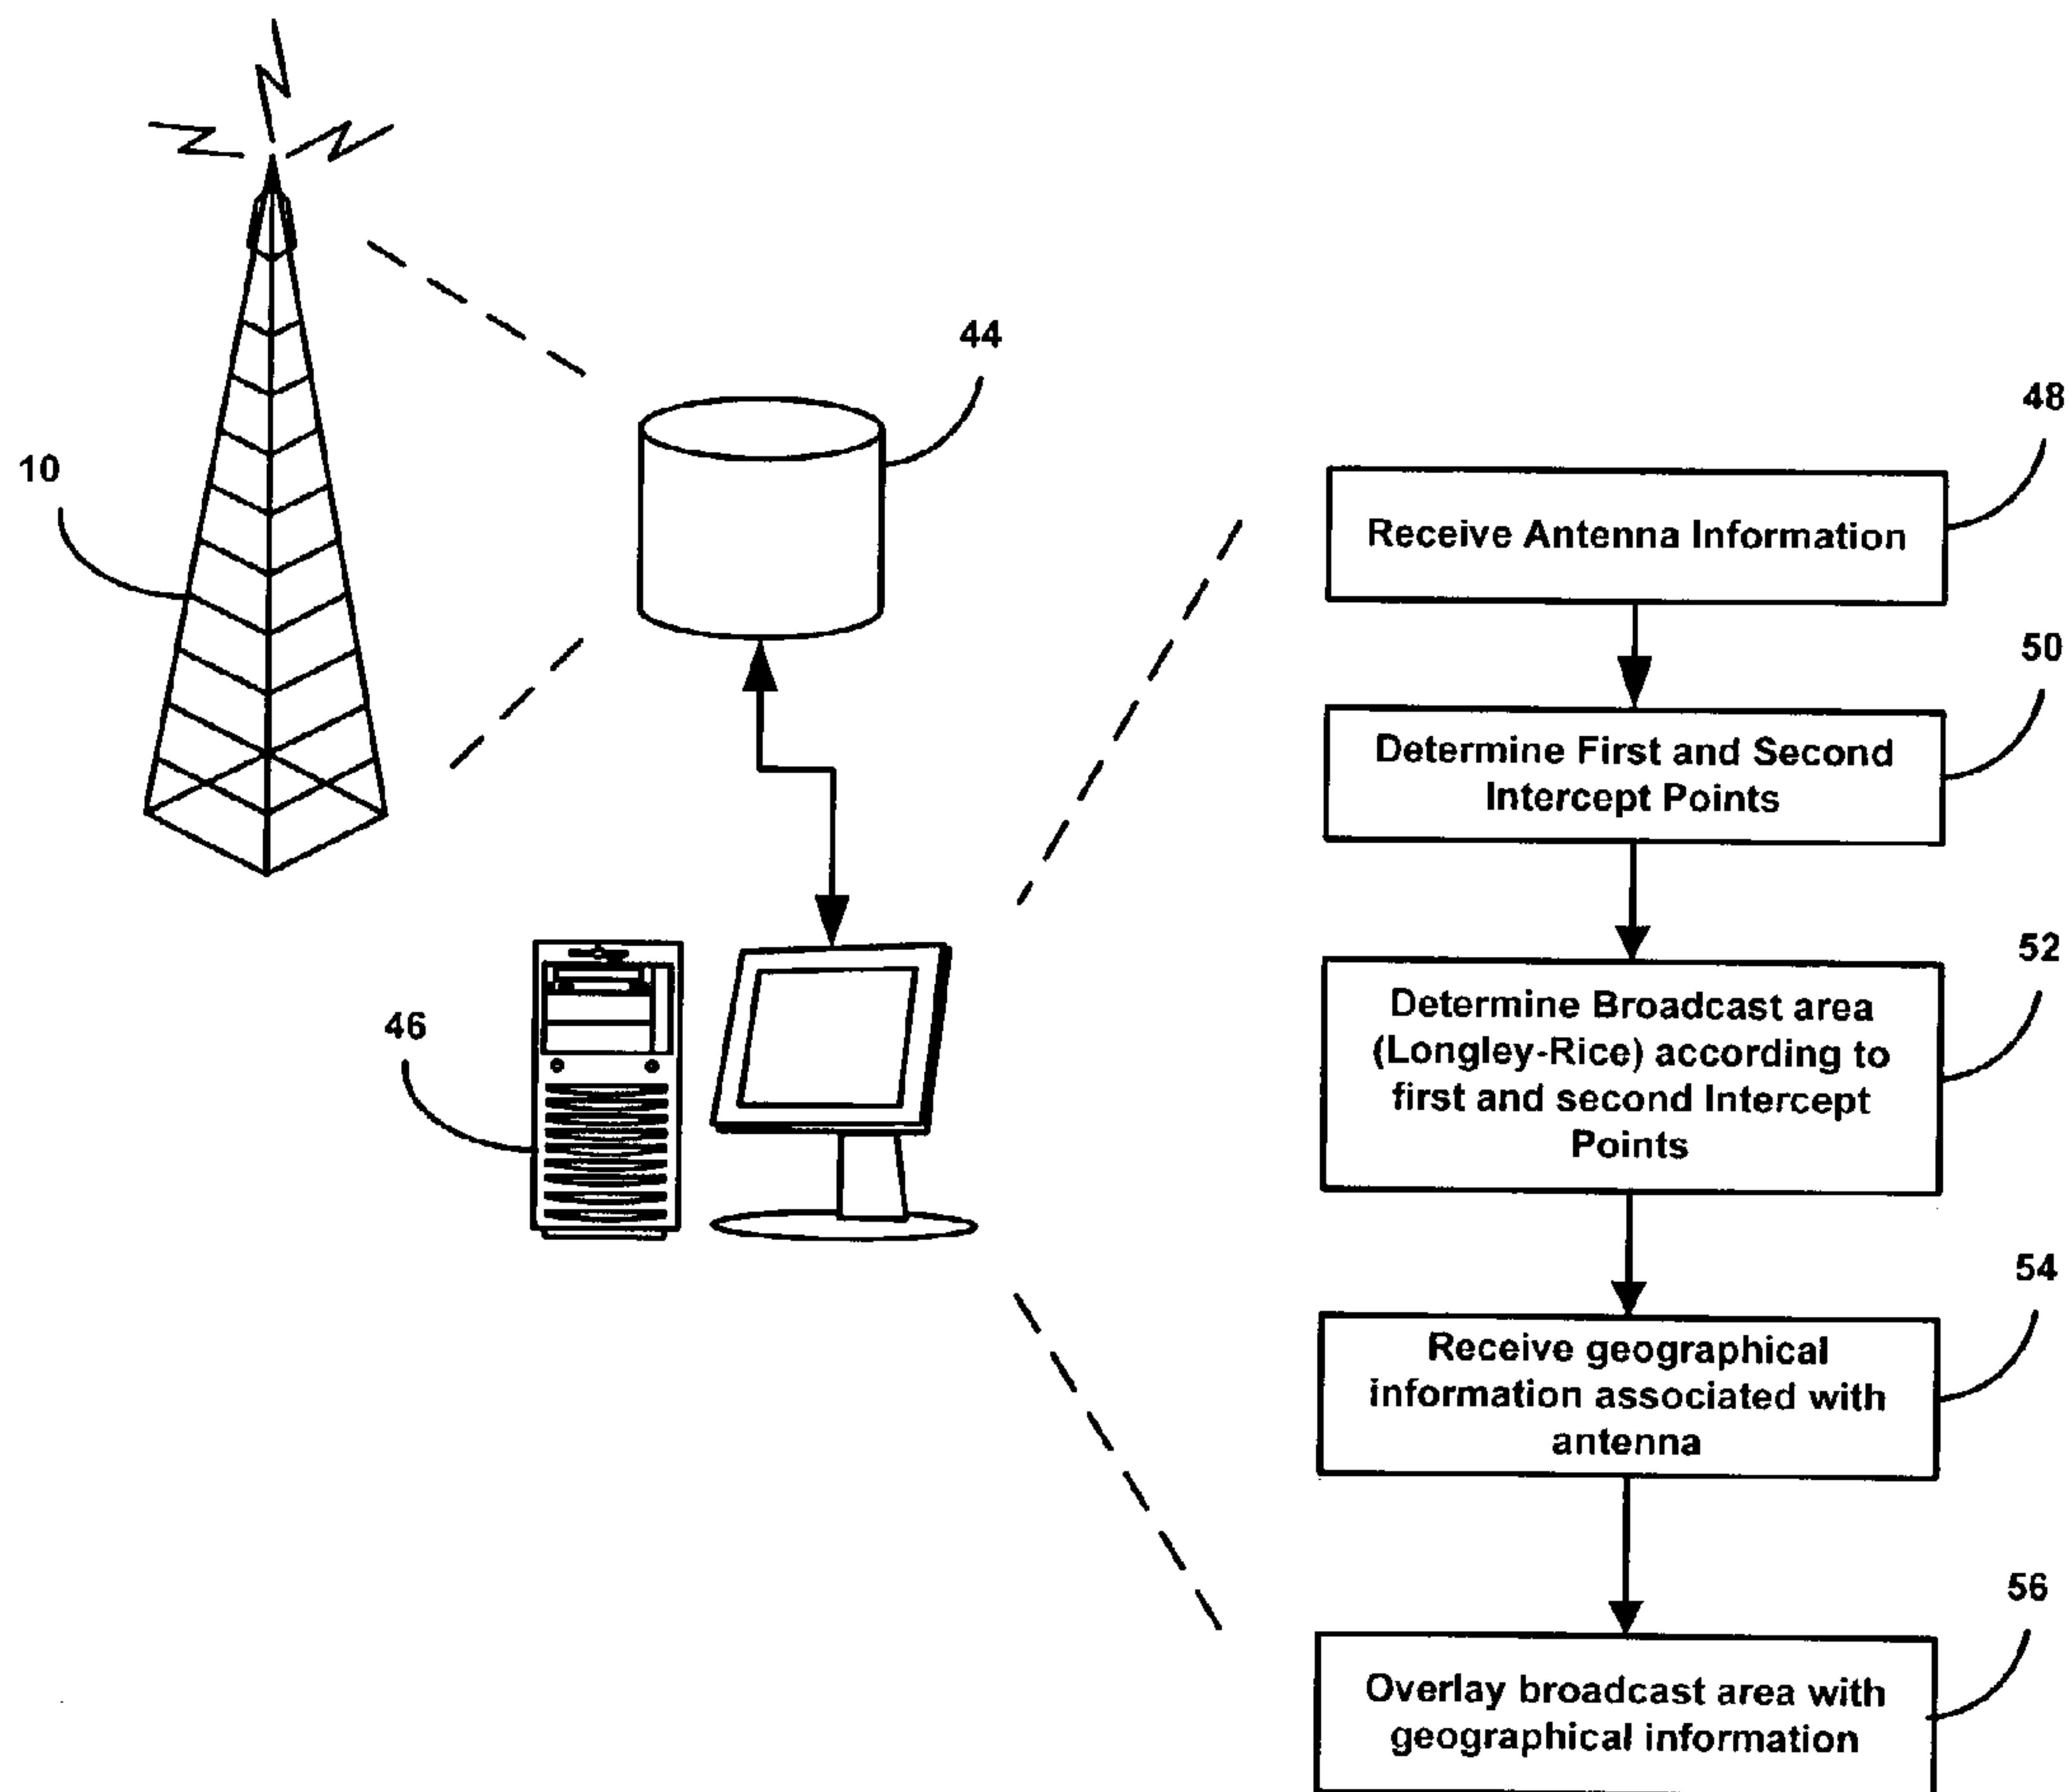 10
44
46
48
Receive Antenna Information
50
Determine First and Second
Intercept Points
52
Determine Broadcast area
(Longley-Rice) according to
first and second Intercept
Points
54
Receive geographical
information associated with
antenna
56
Overlay broadcast area with
geographical information